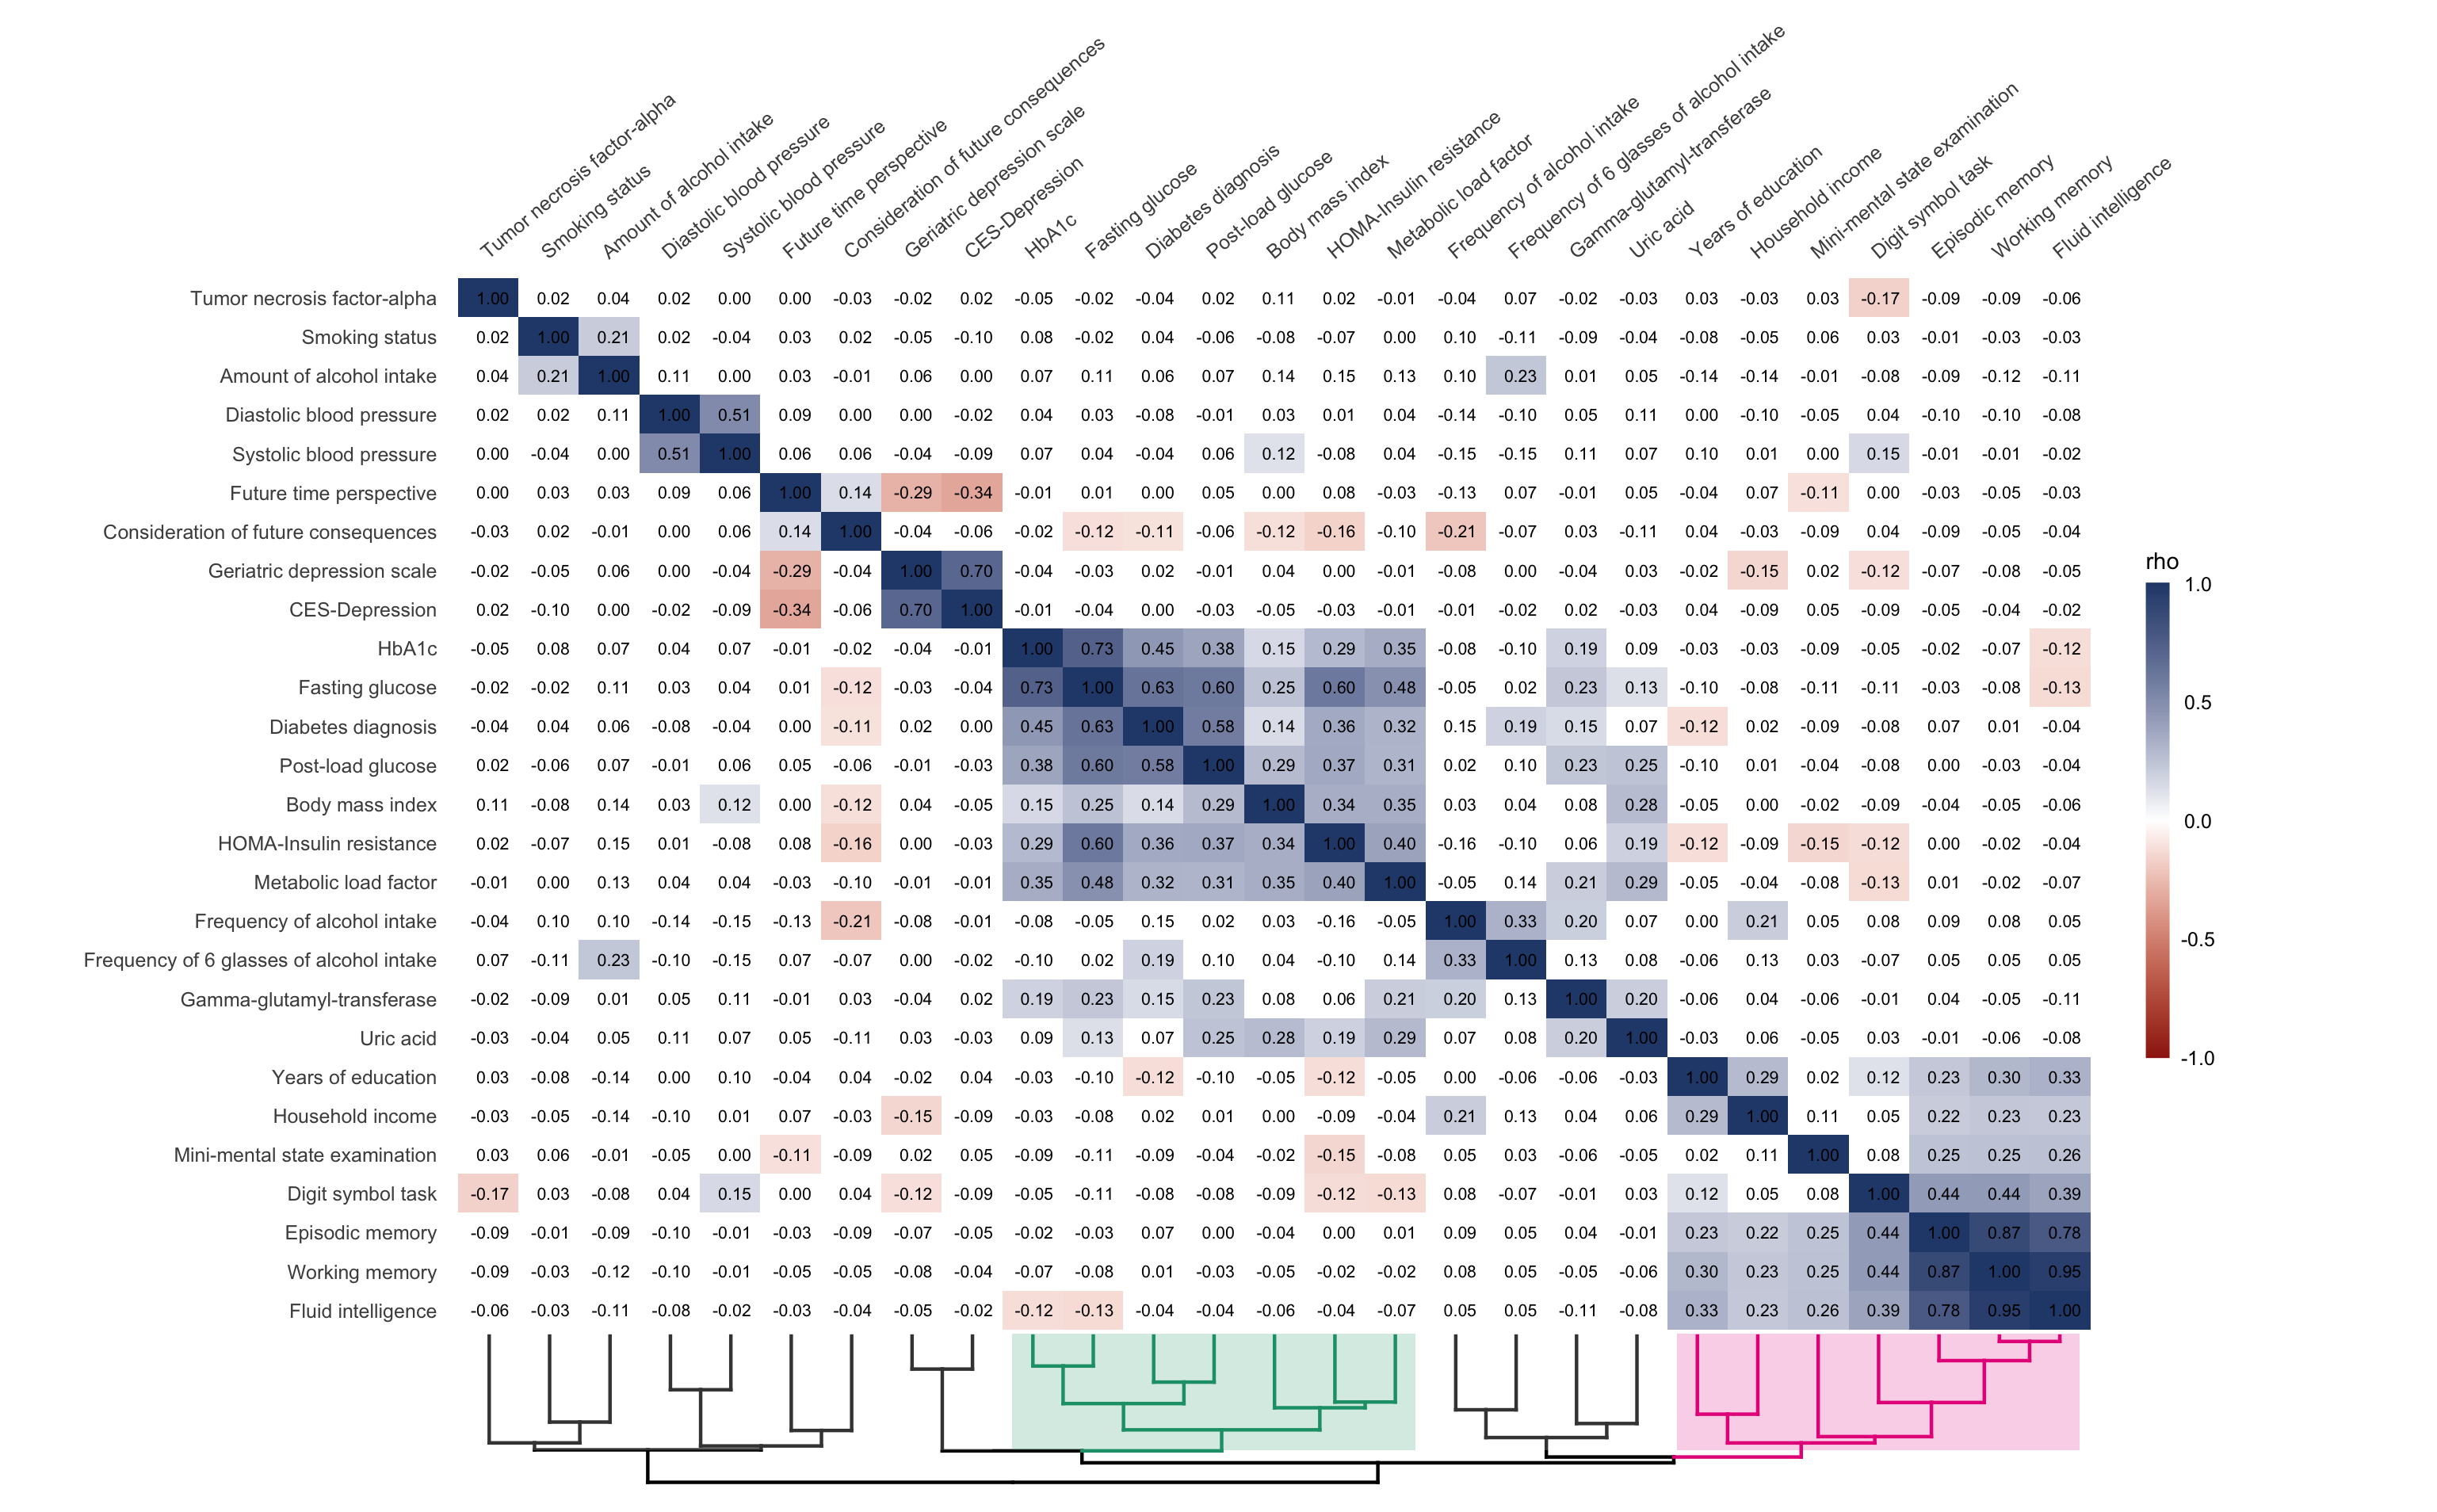 Tumor necrosis factor-alpha
Smoking status
Amount of alcohol intake
Diastolic blood pressure
Systolic blood pressure
Future time perspective
Consideration of future consequences
Geriatric depression scale
CES-Depression
HbA1c
Fasting glucose
Diabetes diagnosis
Post-load glucose
Body mass index
HOMA-Insulin resistance
Metabolic load factor
Frequency of alcohol intake
Frequency of 6 glasses of alcohol intake
Gamma-glutamyl-transferase
Uric acid
Years of education
Household income
Mini-mental state examination
Digit symbol task
Episodic memory
Working memory
Fluid intelligence
Tumor necrosis factor-alpha 1.00 0.02 0.04 0.02 0.00 0.00 -0.03 -0.02 0.02 -0.05 -0.02 -0.04 0.02 0.11 0.02 -0.01 -0.04 0.07 -0.02 -0.03 0.03 -0.03 0.03 -0.17 -0.09 -0.09 -0.06
Smoking status 0.02 1.00 0.21 0.02 -0.04 0.03 0.02 -0.05 -0.10 0.08 -0.02 0.04 -0.06 -0.08 -0.07 0.00 0.10 -0.11 -0.09 -0.04 -0.08 -0.05 0.06 0.03 -0.01 -0.03 -0.03
Amount of alcohol intake 0.04 0.21 1.00 0.11 0.00 0.03 -0.01 0.06 0.00 0.07 0.11 0.06 0.07 0.14 0.15 0.13 0.10 0.23 0.01 0.05 -0.14 -0.14 -0.01 -0.08 -0.09 -0.12 -0.11
Diastolic blood pressure 0.02 0.02 0.11 1.00 0.51 0.09 0.00 0.00 -0.02 0.04 0.03 -0.08 -0.01 0.03 0.01 0.04 -0.14 -0.10 0.05 0.11 0.00 -0.10 -0.05 0.04 -0.10 -0.10 -0.08
Systolic blood pressure 0.00 -0.04 0.00 0.51 1.00 0.06 0.06 -0.04 -0.09 0.07 0.04 -0.04 0.06 0.12 -0.08 0.04 -0.15 -0.15 0.11 0.07 0.10 0.01 0.00 0.15 -0.01 -0.01 -0.02
Future time perspective 0.00 0.03 0.03 0.09 0.06 1.00 0.14 -0.29 -0.34 -0.01 0.01 0.00 0.05 0.00 0.08 -0.03 -0.13 0.07 -0.01 0.05 -0.04 0.07 -0.11 0.00 -0.03 -0.05 -0.03
Consideration of future consequences -0.03 0.02 -0.01 0.00 0.06 0.14 1.00 -0.04 -0.06 -0.02 -0.12 -0.11 -0.06 -0.12 -0.16 -0.10 -0.21 -0.07 0.03 -0.11 0.04 -0.03 -0.09 0.04 -0.09 -0.05 -0.04
Geriatric depression scale -0.02 -0.05 0.06 0.00 -0.04 -0.29 -0.04 1.00 0.70 -0.04 -0.03 0.02 -0.01 0.04 0.00 -0.01 -0.08 0.00 -0.04 0.03 -0.02 -0.15 0.02 -0.12 -0.07 -0.08 -0.05
CES-Depression 0.02 -0.10 0.00 -0.02 -0.09 -0.34 -0.06 0.70 1.00 -0.01 -0.04 0.00 -0.03 -0.05 -0.03 -0.01 -0.01 -0.02 0.02 -0.03 0.04 -0.09 0.05 -0.09 -0.05 -0.04 -0.02
HbA1c -0.05 0.08 0.07 0.04 0.07 -0.01 -0.02 -0.04 -0.01 1.00 0.73 0.45 0.38 0.15 0.29 0.35 -0.08 -0.10 0.19 0.09 -0.03 -0.03 -0.09 -0.05 -0.02 -0.07 -0.12
Fasting glucose -0.02 -0.02 0.11 0.03 0.04 0.01 -0.12 -0.03 -0.04 0.73 1.00 0.63 0.60 0.25 0.60 0.48 -0.05 0.02 0.23 0.13 -0.10 -0.08 -0.11 -0.11 -0.03 -0.08 -0.13
Diabetes diagnosis -0.04 0.04 0.06 -0.08 -0.04 0.00 -0.11 0.02 0.00 0.45 0.63 1.00 0.58 0.14 0.36 0.32 0.15 0.19 0.15 0.07 -0.12 0.02 -0.09 -0.08 0.07 0.01 -0.04
Post-load glucose 0.02 -0.06 0.07 -0.01 0.06 0.05 -0.06 -0.01 -0.03 0.38 0.60 0.58 1.00 0.29 0.37 0.31 0.02 0.10 0.23 0.25 -0.10 0.01 -0.04 -0.08 0.00 -0.03 -0.04
Body mass index 0.11 -0.08 0.14 0.03 0.12 0.00 -0.12 0.04 -0.05 0.15 0.25 0.14 0.29 1.00 0.34 0.35 0.03 0.04 0.08 0.28 -0.05 0.00 -0.02 -0.09 -0.04 -0.05 -0.06
HOMA-Insulin resistance 0.02 -0.07 0.15 0.01 -0.08 0.08 -0.16 0.00 -0.03 0.29 0.60 0.36 0.37 0.34 1.00 0.40 -0.16 -0.10 0.06 0.19 -0.12 -0.09 -0.15 -0.12 0.00 -0.02 -0.04
Metabolic load factor -0.01 0.00 0.13 0.04 0.04 -0.03 -0.10 -0.01 -0.01 0.35 0.48 0.32 0.31 0.35 0.40 1.00 -0.05 0.14 0.21 0.29 -0.05 -0.04 -0.08 -0.13 0.01 -0.02 -0.07
Frequency of alcohol intake -0.04 0.10 0.10 -0.14 -0.15 -0.13 -0.21 -0.08 -0.01 -0.08 -0.05 0.15 0.02 0.03 -0.16 -0.05 1.00 0.33 0.20 0.07 0.00 0.21 0.05 0.08 0.09 0.08 0.05
Frequency of 6 glasses of alcohol intake 0.07 -0.11 0.23 -0.10 -0.15 0.07 -0.07 0.00 -0.02 -0.10 0.02 0.19 0.10 0.04 -0.10 0.14 0.33 1.00 0.13 0.08 -0.06 0.13 0.03 -0.07 0.05 0.05 0.05
Gamma-glutamyl-transferase -0.02 -0.09 0.01 0.05 0.11 -0.01 0.03 -0.04 0.02 0.19 0.23 0.15 0.23 0.08 0.06 0.21 0.20 0.13 1.00 0.20 -0.06 0.04 -0.06 -0.01 0.04 -0.05 -0.11
Uric acid -0.03 -0.04 0.05 0.11 0.07 0.05 -0.11 0.03 -0.03 0.09 0.13 0.07 0.25 0.28 0.19 0.29 0.07 0.08 0.20 1.00 -0.03 0.06 -0.05 0.03 -0.01 -0.06 -0.08
Years of education 0.03 -0.08 -0.14 0.00 0.10 -0.04 0.04 -0.02 0.04 -0.03 -0.10 -0.12 -0.10 -0.05 -0.12 -0.05 0.00 -0.06 -0.06 -0.03 1.00 0.29 0.02 0.12 0.23 0.30 0.33
Household income -0.03 -0.05 -0.14 -0.10 0.01 0.07 -0.03 -0.15 -0.09 -0.03 -0.08 0.02 0.01 0.00 -0.09 -0.04 0.21 0.13 0.04 0.06 0.29 1.00 0.11 0.05 0.22 0.23 0.23
Mini-mental state examination 0.03 0.06 -0.01 -0.05 0.00 -0.11 -0.09 0.02 0.05 -0.09 -0.11 -0.09 -0.04 -0.02 -0.15 -0.08 0.05 0.03 -0.06 -0.05 0.02 0.11 1.00 0.08 0.25 0.25 0.26
Digit symbol task -0.17 0.03 -0.08 0.04 0.15 0.00 0.04 -0.12 -0.09 -0.05 -0.11 -0.08 -0.08 -0.09 -0.12 -0.13 0.08 -0.07 -0.01 0.03 0.12 0.05 0.08 1.00 0.44 0.44 0.39
Episodic memory -0.09 -0.01 -0.09 -0.10 -0.01 -0.03 -0.09 -0.07 -0.05 -0.02 -0.03 0.07 0.00 -0.04 0.00 0.01 0.09 0.05 0.04 -0.01 0.23 0.22 0.25 0.44 1.00 0.87 0.78
Working memory -0.09 -0.03 -0.12 -0.10 -0.01 -0.05 -0.05 -0.08 -0.04 -0.07 -0.08 0.01 -0.03 -0.05 -0.02 -0.02 0.08 0.05 -0.05 -0.06 0.30 0.23 0.25 0.44 0.87 1.00 0.95
Fluid intelligence -0.06 -0.03 -0.11 -0.08 -0.02 -0.03 -0.04 -0.05 -0.02 -0.12 -0.13 -0.04 -0.04 -0.06 -0.04 -0.07 0.05 0.05 -0.11 -0.08 0.33 0.23 0.26 0.39 0.78 0.95 1.00
rho
1.0
0.5
0.0
-0.5
-1.0